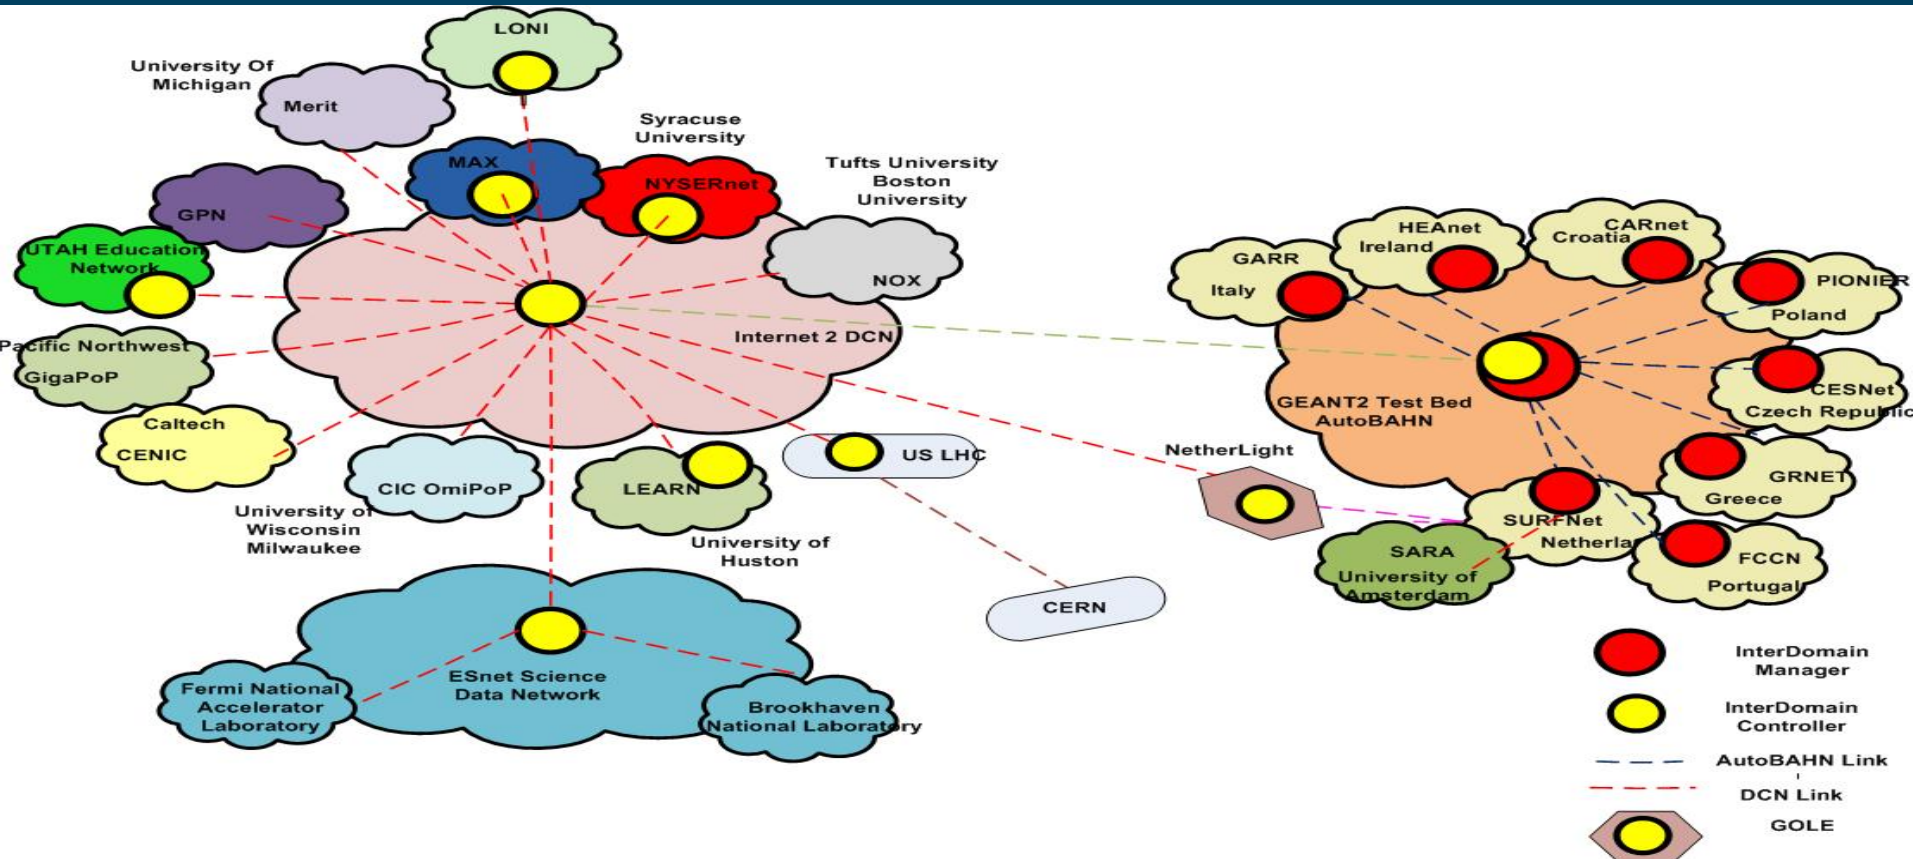 LONI
University Of
Michigan
Merit
Syracuse
University
MAX
NYSERnet
Tufts University
Boston
University
GPN
UTAH Education
Network
NOX
Pacific Northwest
GigaPoP
Internet 2 DCN
Caltech
CENIC
CIC OmiPoP
LEARN
US LHC
University of
Wisconsin
Milwaukee
University of
Huston
CERN
ESnet Science
Data Network
Fermi National
Accelerator
Laboratory
Brookhaven
National Laboratory
GARR
Italy
HEAnet
Ireland
CARnet
Croatia
PIONIER
Poland
GEANT2 Test Bed
AutoBAHN
CESNet
Czech Republic
GRNET
Greece
NetherLight
SURFNet
Netherla
SARA
University of
Amsterdam
FCCN
Portugal
InterDomain
Manager
InterDomain
Controller
AutoBAHN Link
DCN Link
GOLE